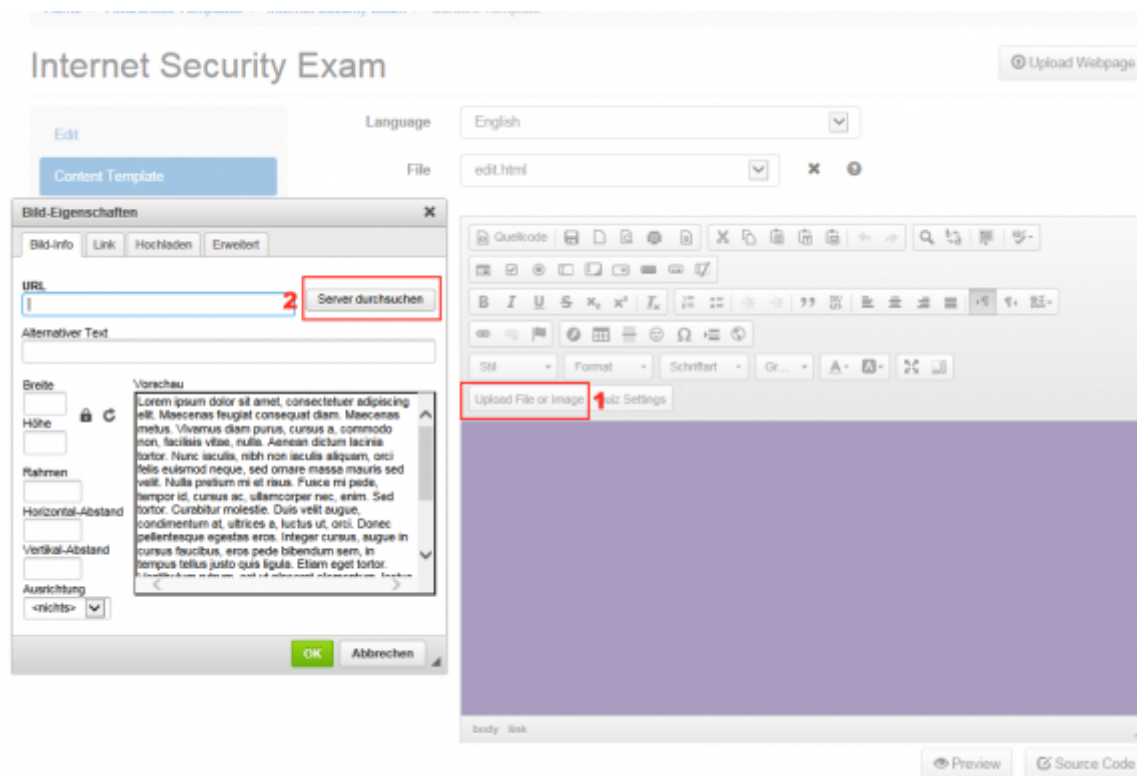 Internet Security Exam
Upload Webpage
Edit
Content Template
Language English
File edit.html
Bild-Eigenschaften
Bild-Info Link Hochladen Erweitert
URL
2 Server durchsuchen
Alternativer Text
Breite
Höhe
Rahmen
Horizontal-Abstand
Vertikal-Abstand
Ausrichtung
<nichts>
Vorschau
Lorem ipsum dolor sit amet, consectetuer adipiscing
elit. Maecenas feugiat consequat diam. Maecenas
metus. Vivamus diam purus, cursus a, commodo
non, facilisis vitae, nulla. Aenean dictum lacinia
tortor. Nunc iaculis, nibh non iaculis aliquam, orci
felis euismod neque, sed ornare massa mauris sed
velit. Nulla pretium mi et risus. Fusce mi pede,
tempor id, cursus ac, ullamcorper nec, enim. Sed
tortor. Curabitur molestie. Duis velit augue,
condimentum at, ultrices a, luctus ut, orci. Donec
pellentesque egestas eros. Integer cursus, augue in
cursus faucibus, eros pede bibendum sem, in
tempus tellus justo quis ligula. Etiam eget tortor.
OK Abbrechen
Quellcode
Stil Format Schriftart Gr...
Upload File or Image 1 Settings
body link
Preview Source Code